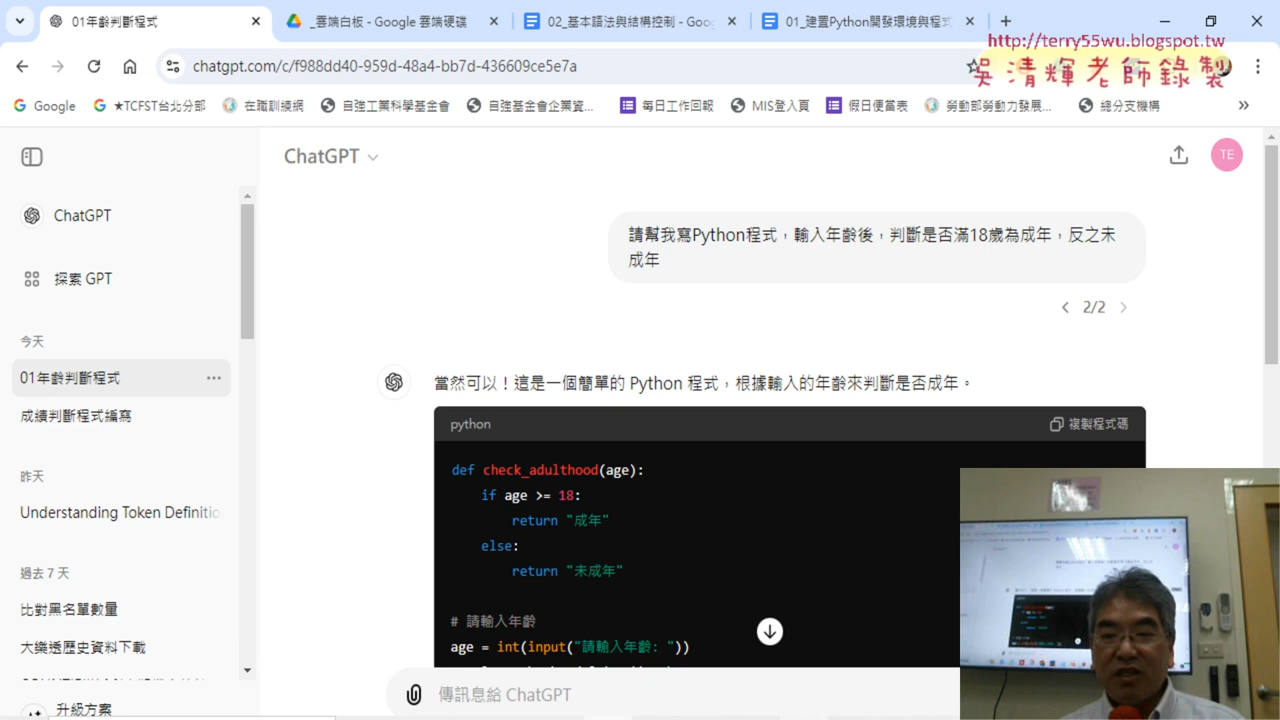 01年齡判斷程式
_雲端白板 - Google 雲端硬碟
02_基本語法與結構控制 - Goo
01_建置Python開發環境與程式
http://terry55wu.blogspot.tw
吳清輝老師錄製
chatgpt.com/c/f988dd40-959d-48a4-bb7d-436609ce5e7a
Google
★TCFST台北分部
在職訓練網
自強工業科學基金會
自強基金會企業資...
每日工作回報
MIS登入頁
假日便當表
勞動部勞動力發展...
總分支機構
ChatGPT
TE
ChatGPT
探索 GPT
今天
01年齡判斷程式
成績判斷程式編寫
昨天
Understanding Token Definitio
過去 7 天
比對黑名單數量
大樂透歷史資料下載
升級方案
請幫我寫Python程式，輸入年齡後，判斷是否滿18歲為成年，反之未
成年
2/2
當然可以！這是一個簡單的 Python 程式，根據輸入的年齡來判斷是否成年。
python
複製程式碼
def check_adulthood(age):
if age >= 18:
return "成年"
else:
return "未成年"
# 請輸入年齡
age = int(input("請輸入年齡: "))
傳訊息給 ChatGPT